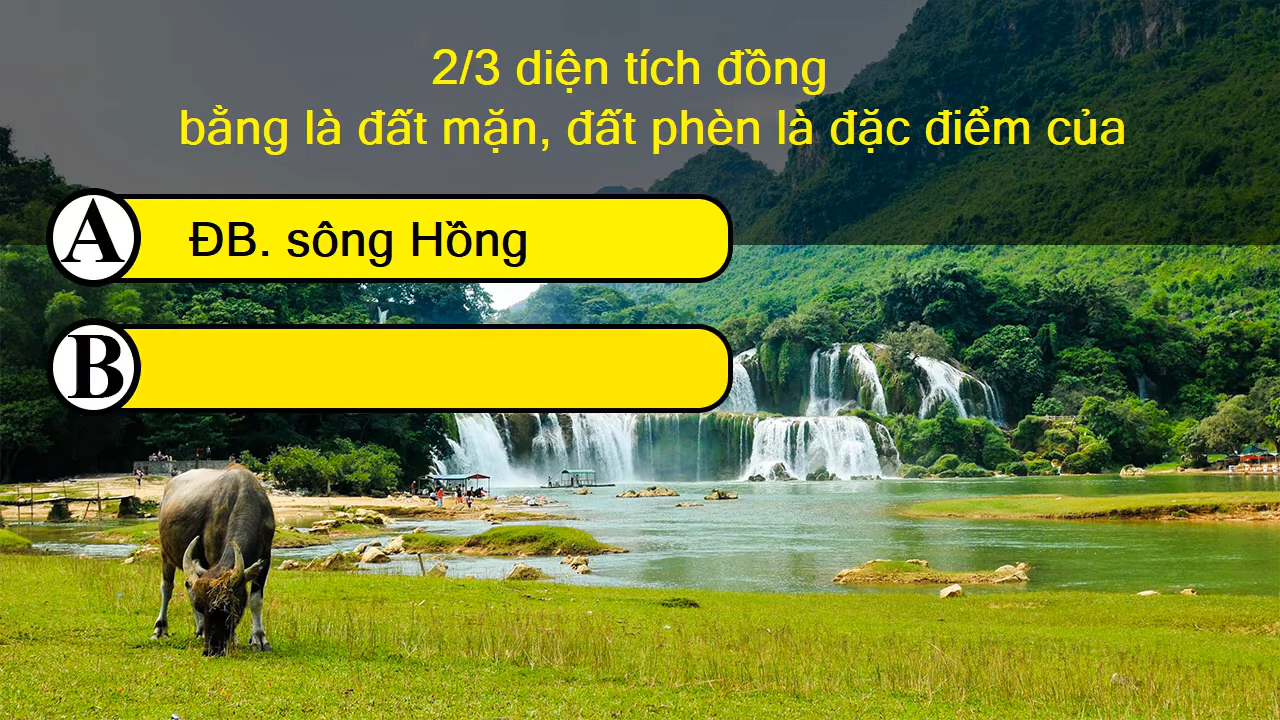 2/3 diện tích đồng
bằng là đất mặn, đất phèn là đặc điểm của
A
ĐB. sông Hồng
B